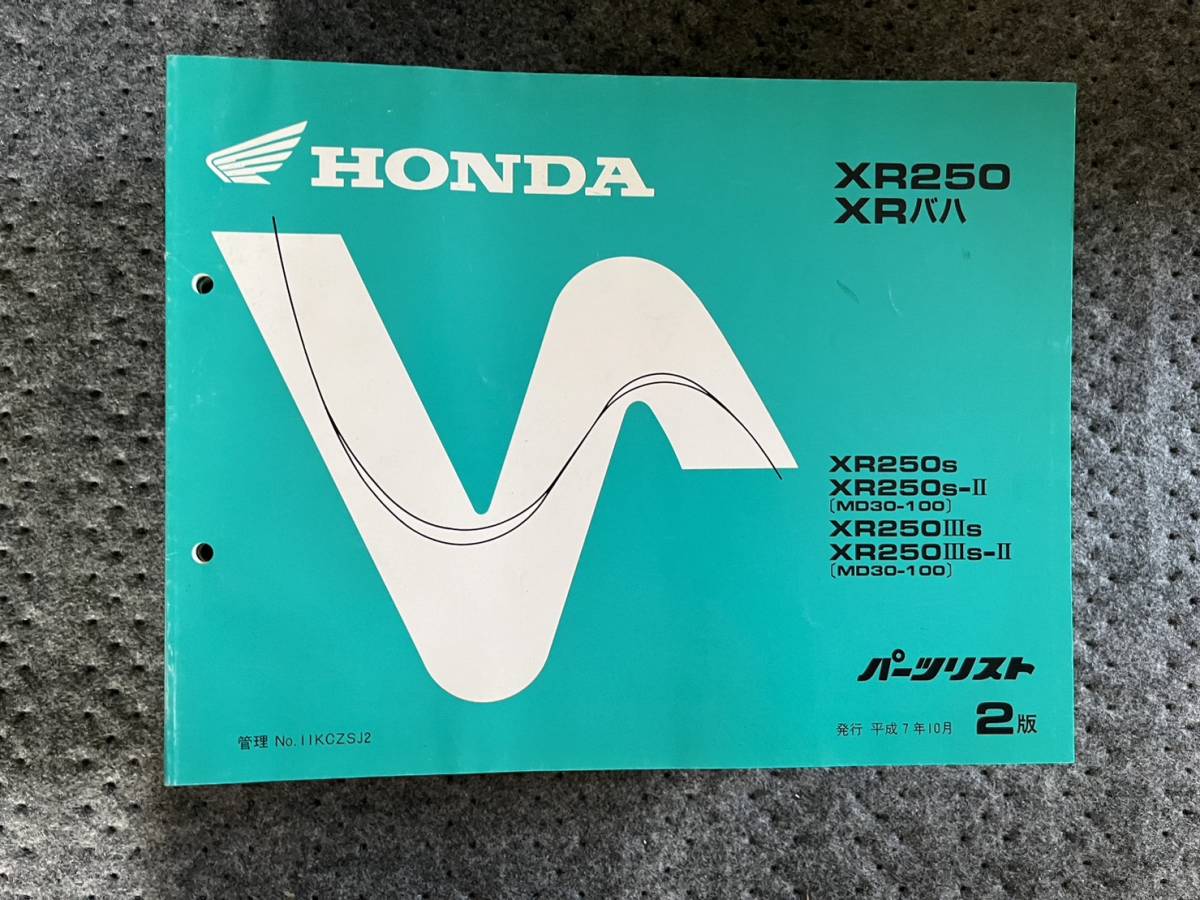 HONDA
XR250
XRバハ
XR250s
XR250s-II
〔MD30-100〕
XR250IIIs
XR250IIIs-II
〔MD30-100〕
パーツリスト
発行 平成7年10月 2版
管理 No.11KCZSJ2